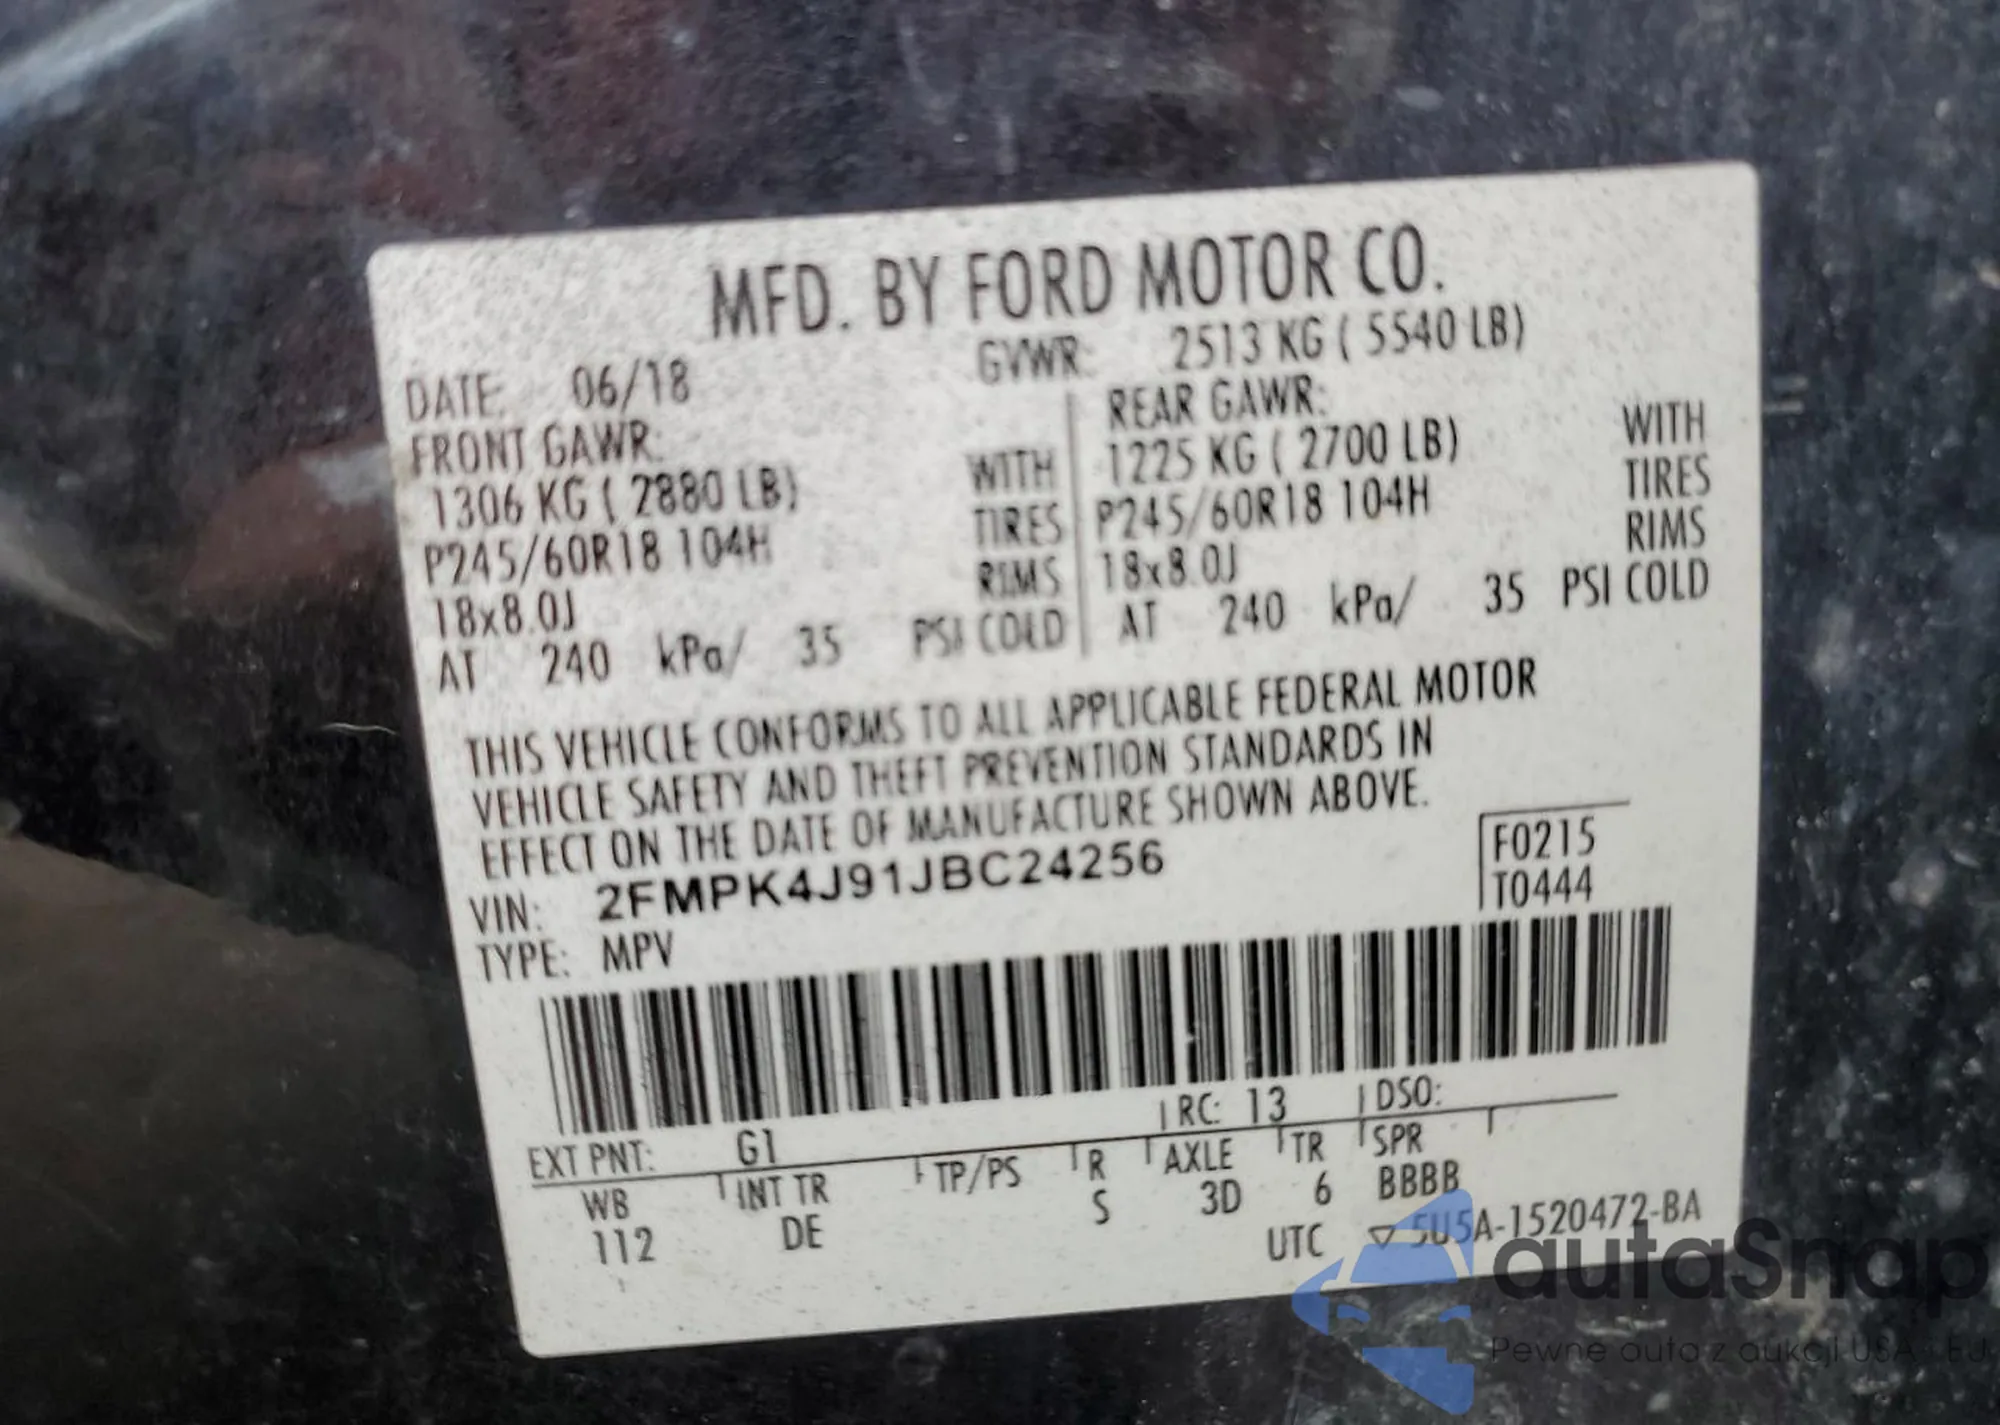 MFD. BY FORD MOTOR CO.
DATE: 06/18 GVWR: 2513 KG ( 5540 LB)
FRONT GAWR: REAR GAWR:
1306 KG ( 2880 LB) WITH 1225 KG ( 2700 LB) WITH
P245/60R18 104H TIRES P245/60R18 104H TIRES
18x8.0J RIMS 18x8.0J RIMS
AT 240 kPa/ 35 PSI COLD AT 240 kPa/ 35 PSI COLD
THIS VEHICLE CONFORMS TO ALL APPLICABLE FEDERAL MOTOR
VEHICLE SAFETY AND THEFT PREVENTION STANDARDS IN
EFFECT ON THE DATE OF MANUFACTURE SHOWN ABOVE.
VIN: 2FMPK4J91JBC24256 F0215
TYPE: MPV T0444
EXT PNT: G1 RC: 13 DSO:
WB INT TR TP/PS R AXLE TR SPR
112 DE S 3D 6 BBBB
UTC ▽ 5U5A-1520472-BA
autaSnap
Pewne auta z aukcji USA i EU